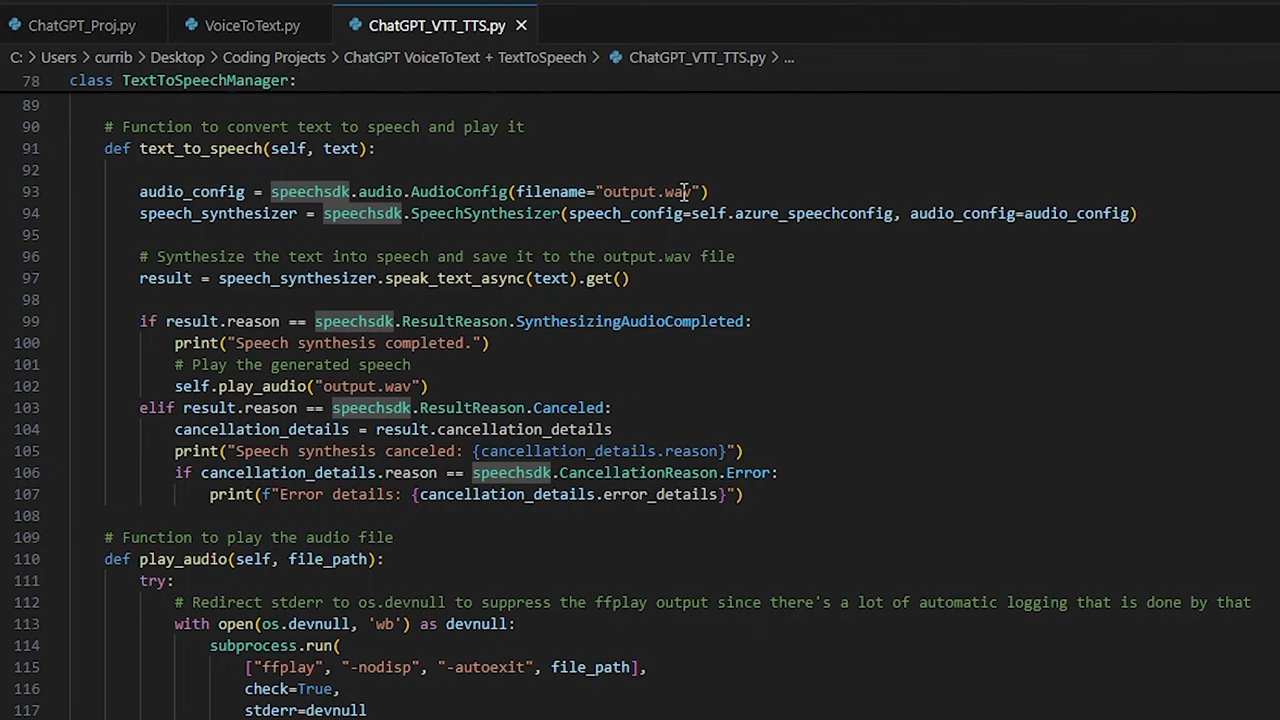 ChatGPT_Proj.py VoiceToText.py ChatGPT_VTT_TTS.py ×
C: > Users > currib > Desktop > Coding Projects > ChatGPT VoiceToText + TextToSpeech > ChatGPT_VTT_TTS.py > ...
78 class TextToSpeechManager:
89
90 # Function to convert text to speech and play it
91 def text_to_speech(self, text):
92
93 audio_config = speechsdk.audio.AudioConfig(filename="output.wav")
94 speech_synthesizer = speechsdk.SpeechSynthesizer(speech_config=self.azure_speechconfig, audio_config=audio_config)
95
96 # Synthesize the text into speech and save it to the output.wav file
97 result = speech_synthesizer.speak_text_async(text).get()
98
99 if result.reason == speechsdk.ResultReason.SynthesizingAudioCompleted:
100 print("Speech synthesis completed.")
101 # Play the generated speech
102 self.play_audio("output.wav")
103 elif result.reason == speechsdk.ResultReason.Canceled:
104 cancellation_details = result.cancellation_details
105 print("Speech synthesis canceled: {cancellation_details.reason}")
106 if cancellation_details.reason == speechsdk.CancellationReason.Error:
107 print(f"Error details: {cancellation_details.error_details}")
108
109 # Function to play the audio file
110 def play_audio(self, file_path):
111 try:
112 # Redirect stderr to os.devnull to suppress the ffplay output since there's a lot of automatic logging that is done by that
113 with open(os.devnull, 'wb') as devnull:
114 subprocess.run(
115 ["ffplay", "-nodisp", "-autoexit", file_path],
116 check=True,
117 stderr=devnull